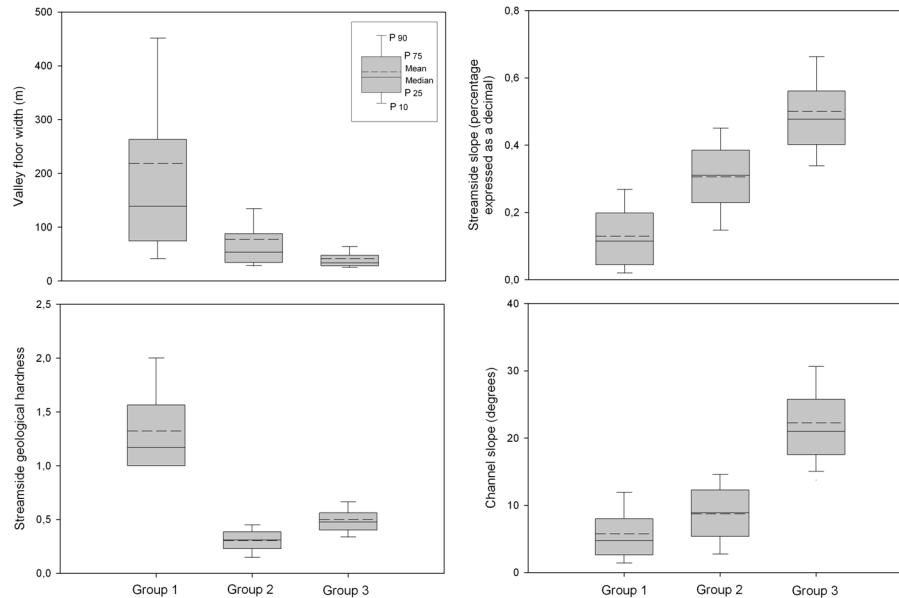 Valley floor width (m)
500
400
300
200
100
0
P 90
P 75
Mean
Median
P 25
P 10
Streamside slope (percentage
expressed as a decimal)
0,8
0,6
0,4
0,2
0,0
Streamside geological hardness
2,5
2,0
1,5
1,0
0,5
0,0
Group 1
Group 2
Group 3
Channel slope (degrees)
40
30
20
10
0
Group 1
Group 2
Group 3